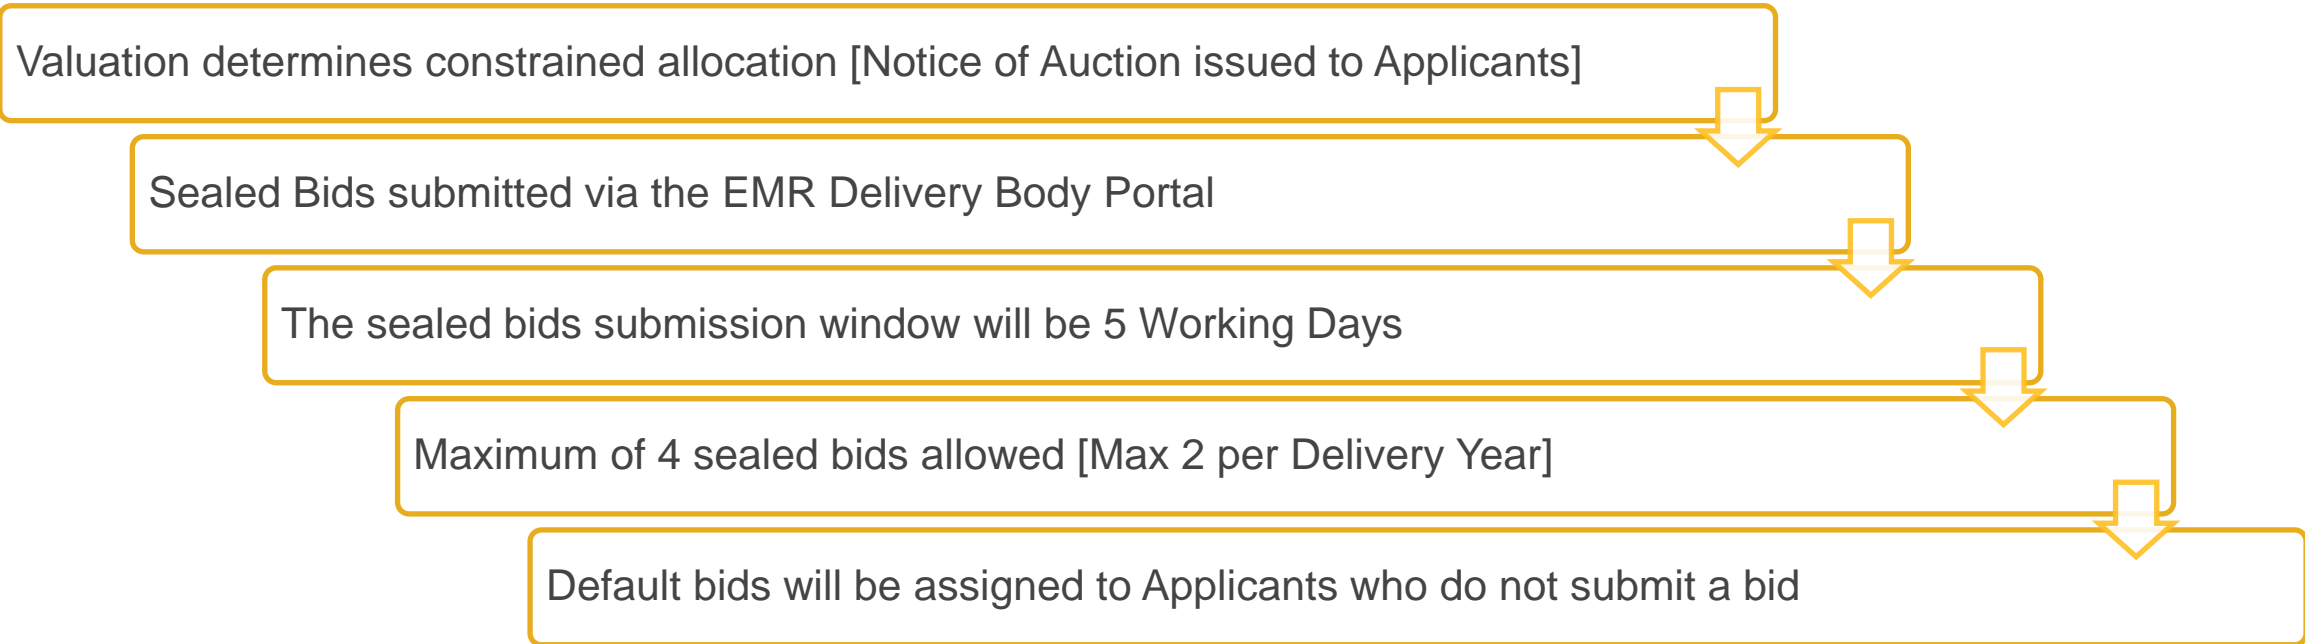 Valuation determines constrained allocation [Notice of Auction issued to Applicants]
Sealed Bids submitted via the EMR Delivery Body Portal
The sealed bids submission window will be 5 Working Days
Maximum of 4 sealed bids allowed [Max 2 per Delivery Year]
Default bids will be assigned to Applicants who do not submit a bid